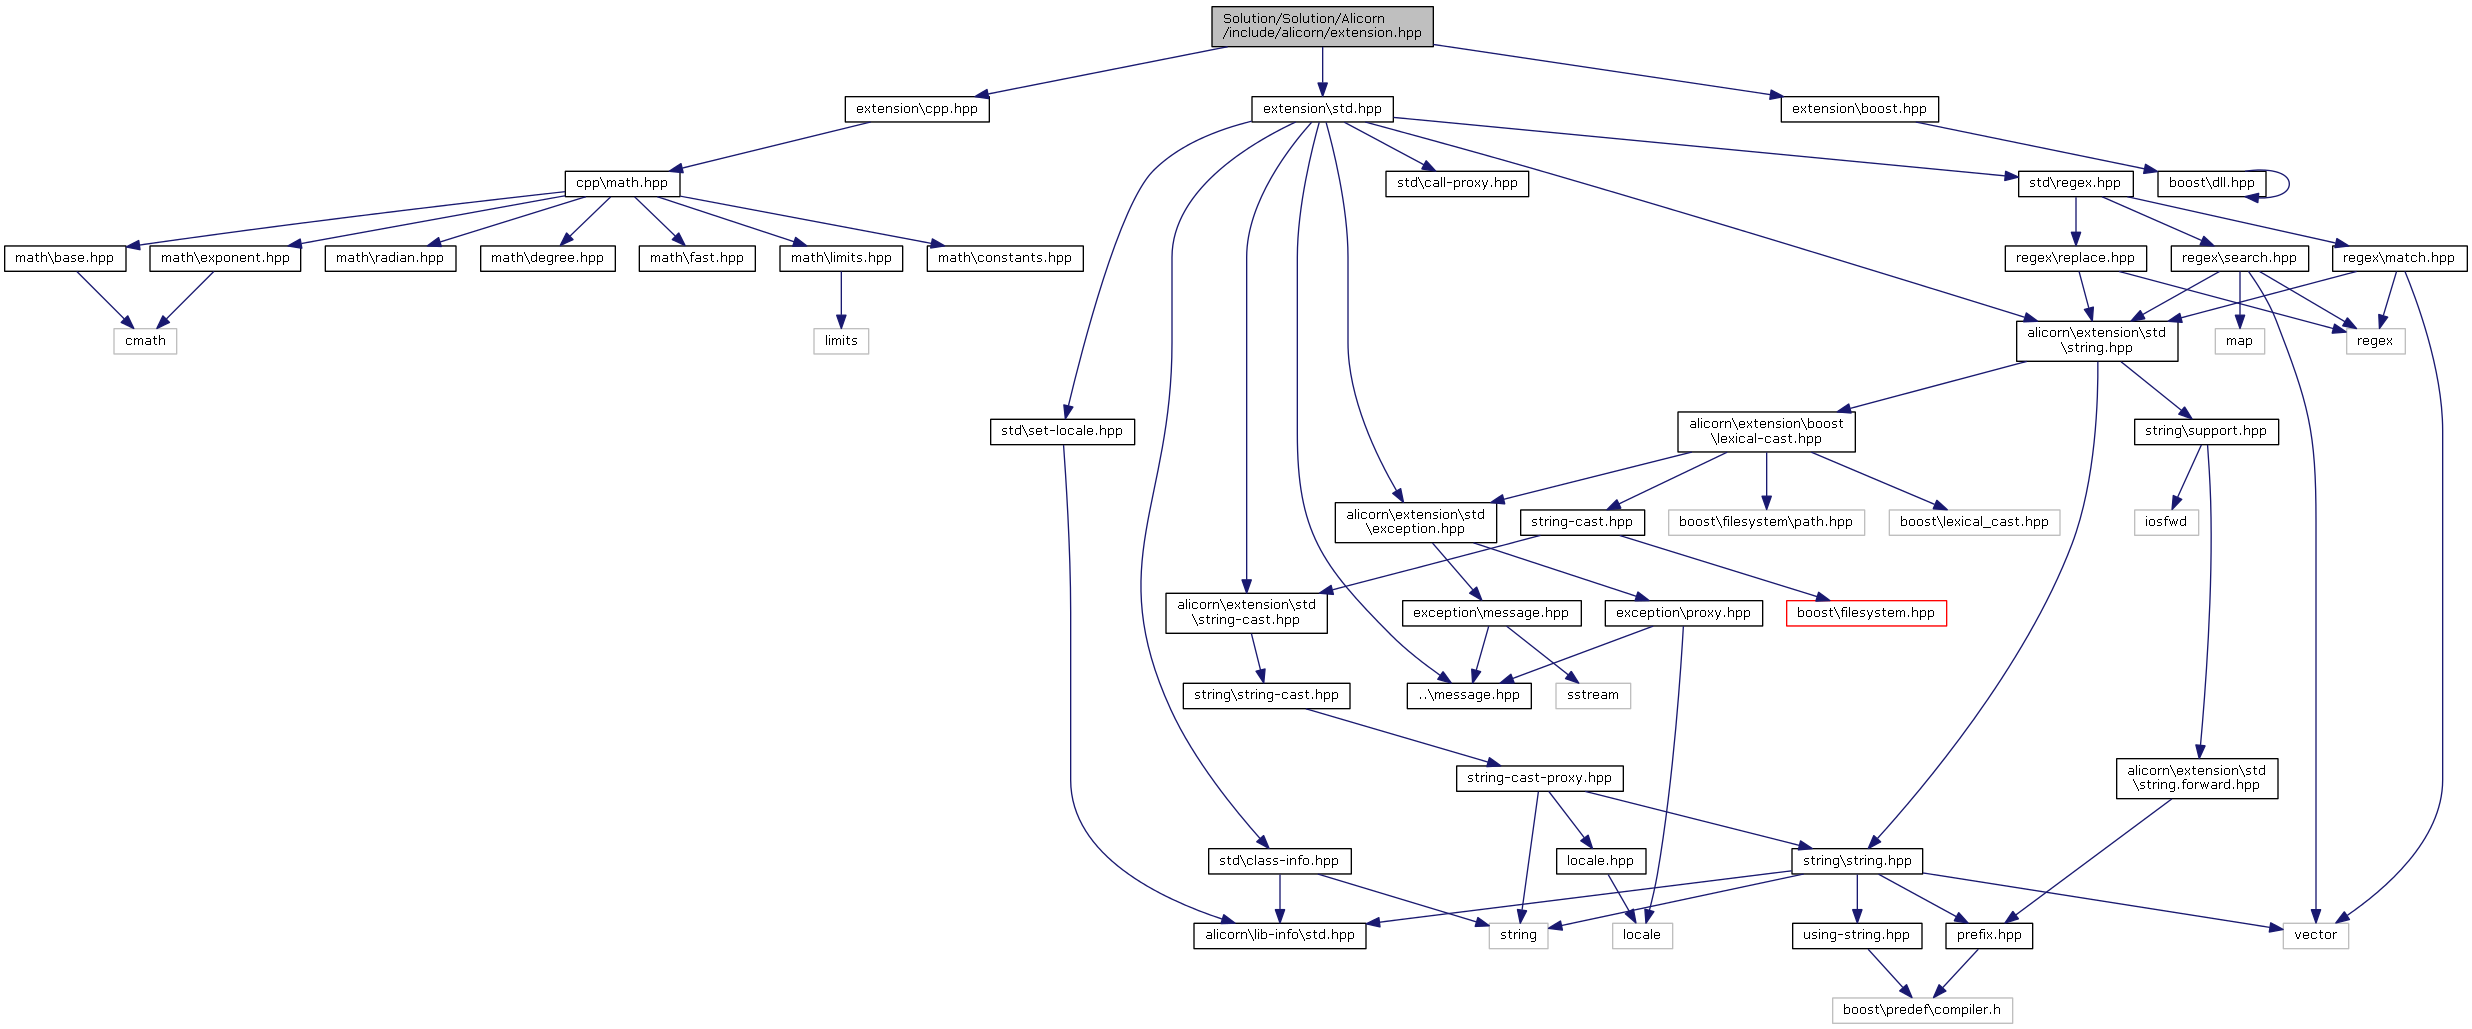 Solution/Solution/Alicorn
/include/alicorn/extension.hpp
extension\cpp.hpp
extension\std.hpp
extension\boost.hpp
cpp\math.hpp
std\call-proxy.hpp
std\regex.hpp
boost\dll.hpp
math\base.hpp
math\exponent.hpp
math\radian.hpp
math\degree.hpp
math\fast.hpp
math\limits.hpp
math\constants.hpp
regex\replace.hpp
regex\search.hpp
regex\match.hpp
cmath
limits
alicorn\extension\std
\string.hpp
map
regex
std\set-locale.hpp
alicorn\extension\boost
\lexical-cast.hpp
string\support.hpp
alicorn\extension\std
\exception.hpp
string-cast.hpp
boost\filesystem\path.hpp
boost\lexical_cast.hpp
iosfwd
alicorn\extension\std
\string-cast.hpp
exception\message.hpp
exception\proxy.hpp
boost\filesystem.hpp
string\string-cast.hpp
..\message.hpp
sstream
string-cast-proxy.hpp
alicorn\extension\std
\string.forward.hpp
std\class-info.hpp
locale.hpp
string\string.hpp
alicorn\lib-info\std.hpp
string
locale
using-string.hpp
prefix.hpp
vector
boost\predef\compiler.h